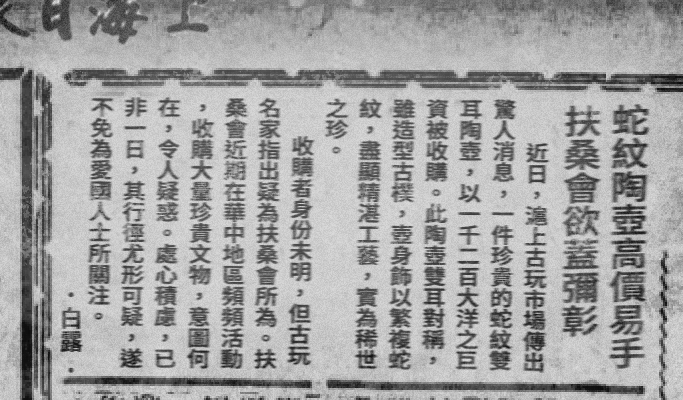 上海日
蛇紋陶壺高價易手
扶桑會欲蓋彌彰
近日，滬上古玩市場傳出
驚人消息，一件珍貴的蛇紋雙
耳陶壺，以一千二百大洋之巨
資被收購。此陶壺雙耳對稱，
雖造型古樸，壺身飾以繁複蛇
紋，盡顯精湛工藝，實為稀世
之珍。
收購者身份未明，但古玩
名家指出疑為扶桑會所為。扶
桑會近期在華中地區頻頻活動
，收購大量珍貴文物，意圖何
在，令人疑惑。處心積慮，已
非一日，其行徑尤形可疑，遂
不免為愛國人士所關注。
．白露．